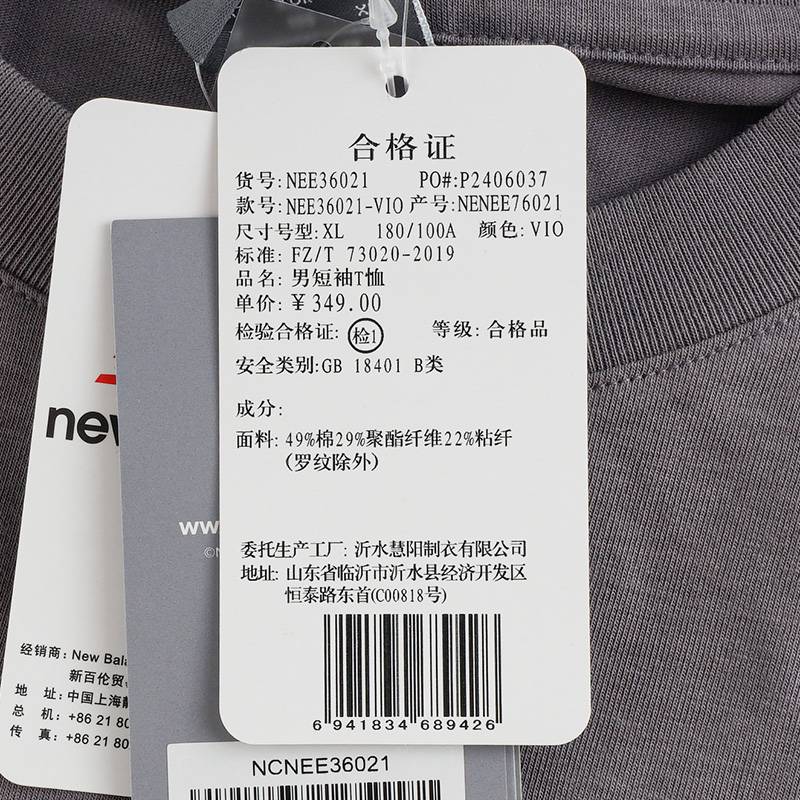 合格证
货号:NEE36021 PO#:P2406037
款号:NEE36021-VIO 产号:NENEE76021
尺寸号型:XL 180/100A 颜色:VIO
标准: FZ/T 73020-2019
品名: 男短袖T恤
单价: ¥349.00
检验合格证: 检1 等级: 合格品
安全类别:GB 18401 B类
成分:
面料: 49%棉29%聚酯纤维22%粘纤
(罗纹除外)
委托生产工厂: 沂水慧阳制衣有限公司
地址: 山东省临沂市沂水县经济开发区
恒泰路东首(C00818号)
6 941834 689426
new
www.
©
经销商: New
新百伦贸
地 址: 中国上海
总 机: +86 21 80
传 真: +86 21 80
NCNEE36021